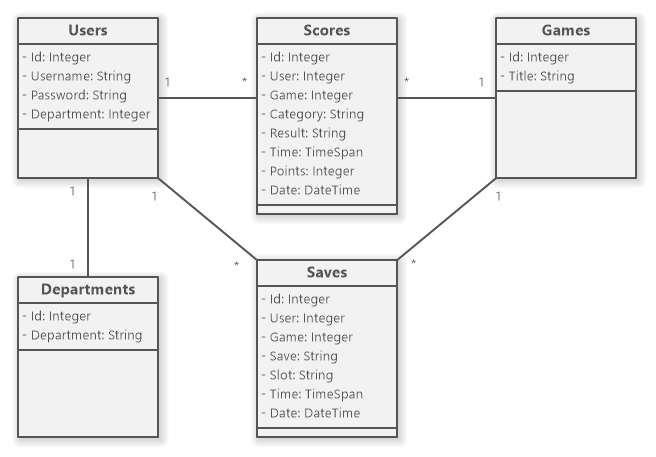 Users
- Id: Integer
- Username: String
- Password: String
- Department: Integer
1
*
Scores
- Id: Integer
- User: Integer
- Game: Integer
- Category: String
- Result: String
- Time: TimeSpan
- Points: Integer
- Date: DateTime
*
1
Games
- Id: Integer
- Title: String
1
1
1
*
*
1
Departments
- Id: Integer
- Department: String
Saves
- Id: Integer
- User: Integer
- Game: Integer
- Save: String
- Slot: String
- Time: TimeSpan
- Date: DateTime